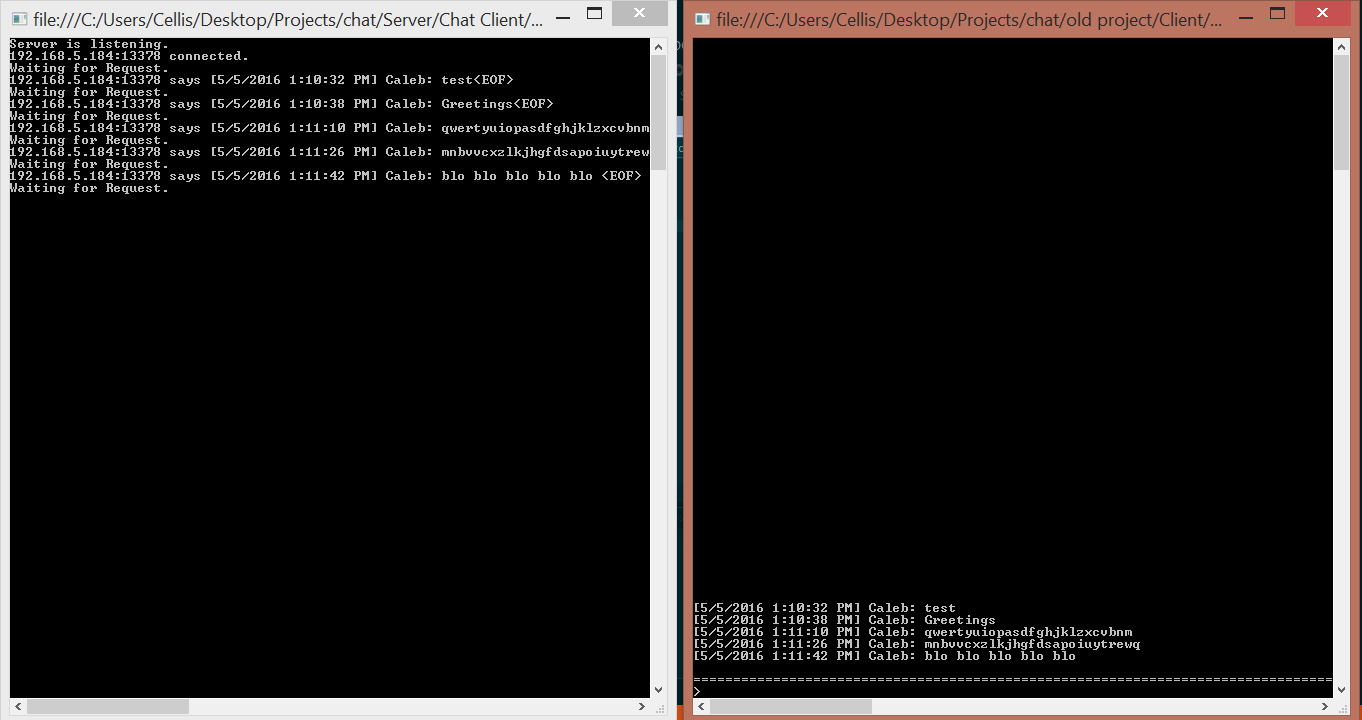 file:///C:/Users/Cellis/Desktop/Projects/chat/Server/Chat Client/...
Server is listening.
192.168.5.184:13378 connected.
Waiting for Request.
192.168.5.184:13378 says [5/5/2016 1:10:32 PM] Caleb: test<EOF>
Waiting for Request.
192.168.5.184:13378 says [5/5/2016 1:10:38 PM] Caleb: Greetings<EOF>
Waiting for Request.
192.168.5.184:13378 says [5/5/2016 1:11:10 PM] Caleb: qwertyuiopasdfghjklzxcvbnm
Waiting for Request.
192.168.5.184:13378 says [5/5/2016 1:11:26 PM] Caleb: mnbvvcxzlkjhgfdsapoiuytrew
Waiting for Request.
192.168.5.184:13378 says [5/5/2016 1:11:42 PM] Caleb: blo blo blo blo blo <EOF>
Waiting for Request.
file:///C:/Users/Cellis/Desktop/Projects/chat/old project/Client/...
[5/5/2016 1:10:32 PM] Caleb: test
[5/5/2016 1:10:38 PM] Caleb: Greetings
[5/5/2016 1:11:10 PM] Caleb: qwertyuiopasdfghjklzxcvbnm
[5/5/2016 1:11:26 PM] Caleb: mnbvvcxzlkjhgfdsapoiuytrewq
[5/5/2016 1:11:42 PM] Caleb: blo blo blo blo blo
================================================================================
>